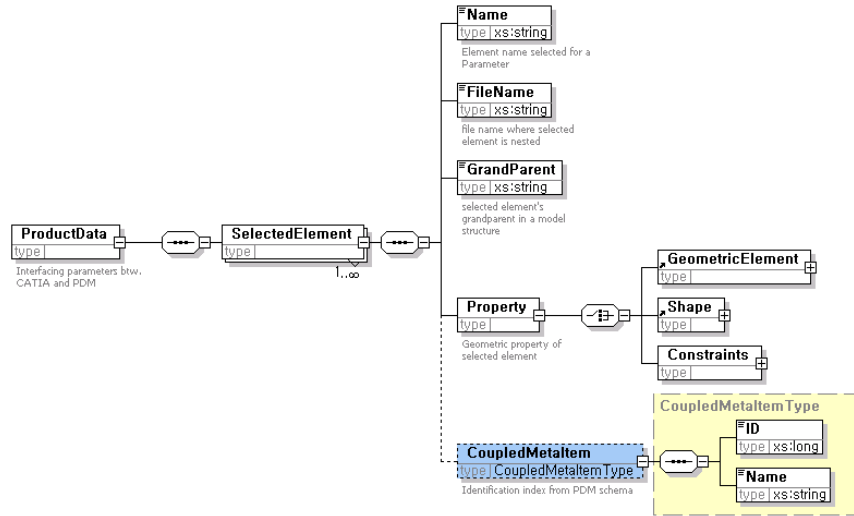 Name
type xs:string
Element name selected for a
Parameter
FileName
type xs:string
file name where selected
element is nested
GrandParent
type xs:string
selected element's
grandparent in a model
structure
ProductData
type
Interfacing parameters btw.
CATIA and PDM
SelectedElement
type
1..∞
GeometricElement
type
Property
type
Geometric property of
selected element
Shape
type
Constraints
type
CoupledMetaItemType
CoupledMetaItem
type CoupledMetaItemType
Identification index from PDM schema
ID
type xs:long
Name
type xs:string